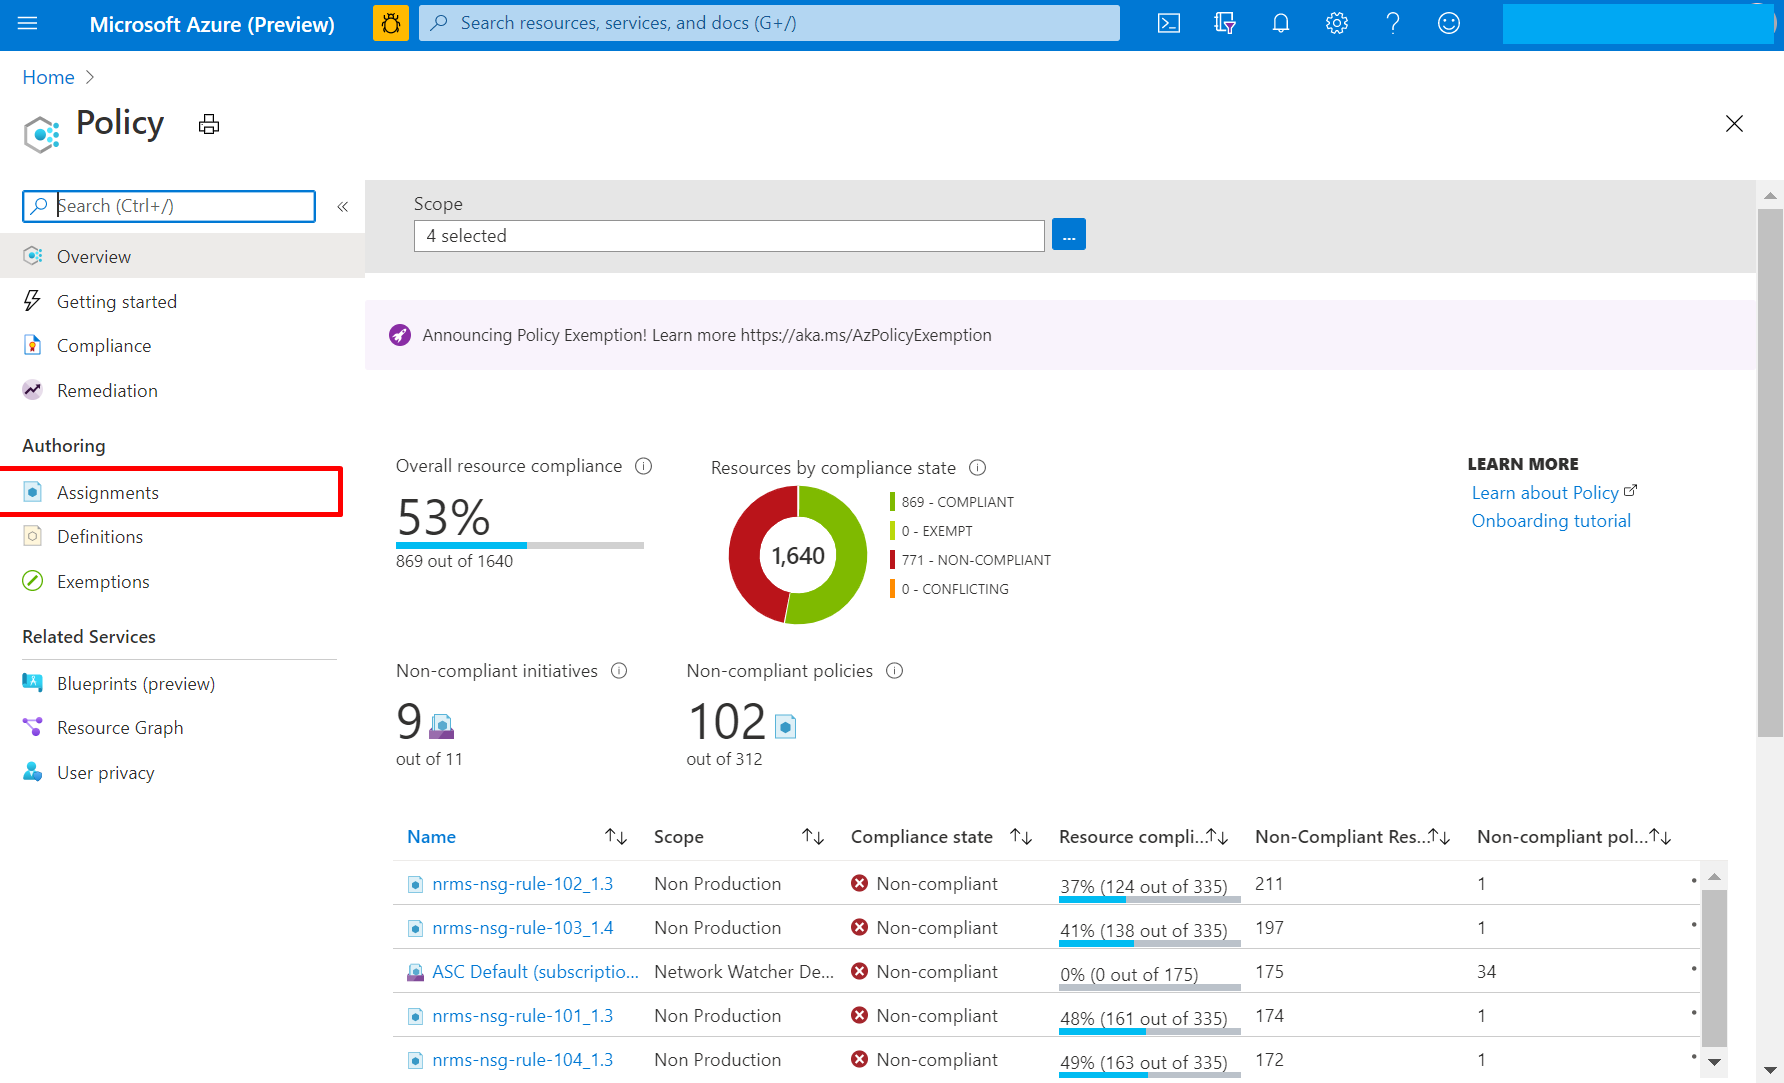 Microsoft Azure (Preview)
Search resources, services, and docs (G+/)
Home
Policy
Search (Ctrl+/)
«
Overview
Getting started
Compliance
Remediation
Authoring
Assignments
Definitions
Exemptions
Related Services
Blueprints (preview)
Resource Graph
User privacy
Scope
4 selected
...
Announcing Policy Exemption! Learn more https://aka.ms/AzPolicyExemption
Overall resource compliance
53%
869 out of 1640
Resources by compliance state
1,640
869 - COMPLIANT
0 - EXEMPT
771 - NON-COMPLIANT
0 - CONFLICTING
LEARN MORE
Learn about Policy
Onboarding tutorial
Non-compliant initiatives
9
out of 11
Non-compliant policies
102
out of 312
Name Scope Compliance state Resource compli... Non-Compliant Res... Non-compliant pol...
nrms-nsg-rule-102_1.3 Non Production Non-compliant 37% (124 out of 335) 211 1
nrms-nsg-rule-103_1.4 Non Production Non-compliant 41% (138 out of 335) 197 1
ASC Default (subscriptio... Network Watcher De... Non-compliant 0% (0 out of 175) 175 34
nrms-nsg-rule-101_1.3 Non Production Non-compliant 48% (161 out of 335) 174 1
nrms-nsg-rule-104_1.3 Non Production Non-compliant 49% (163 out of 335) 172 1